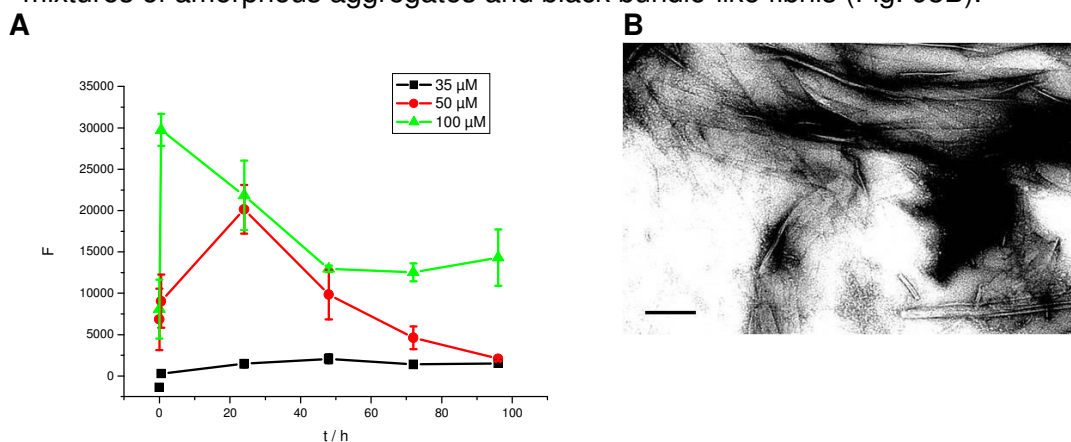 mixtures of amorphous aggregates and black bundle-like fibrils (Fig. 33B).
A
B
35000
30000
25000
20000
15000
10000
5000
0
F
35 µM
50 µM
100 µM
0 20 40 60 80 100
t / h